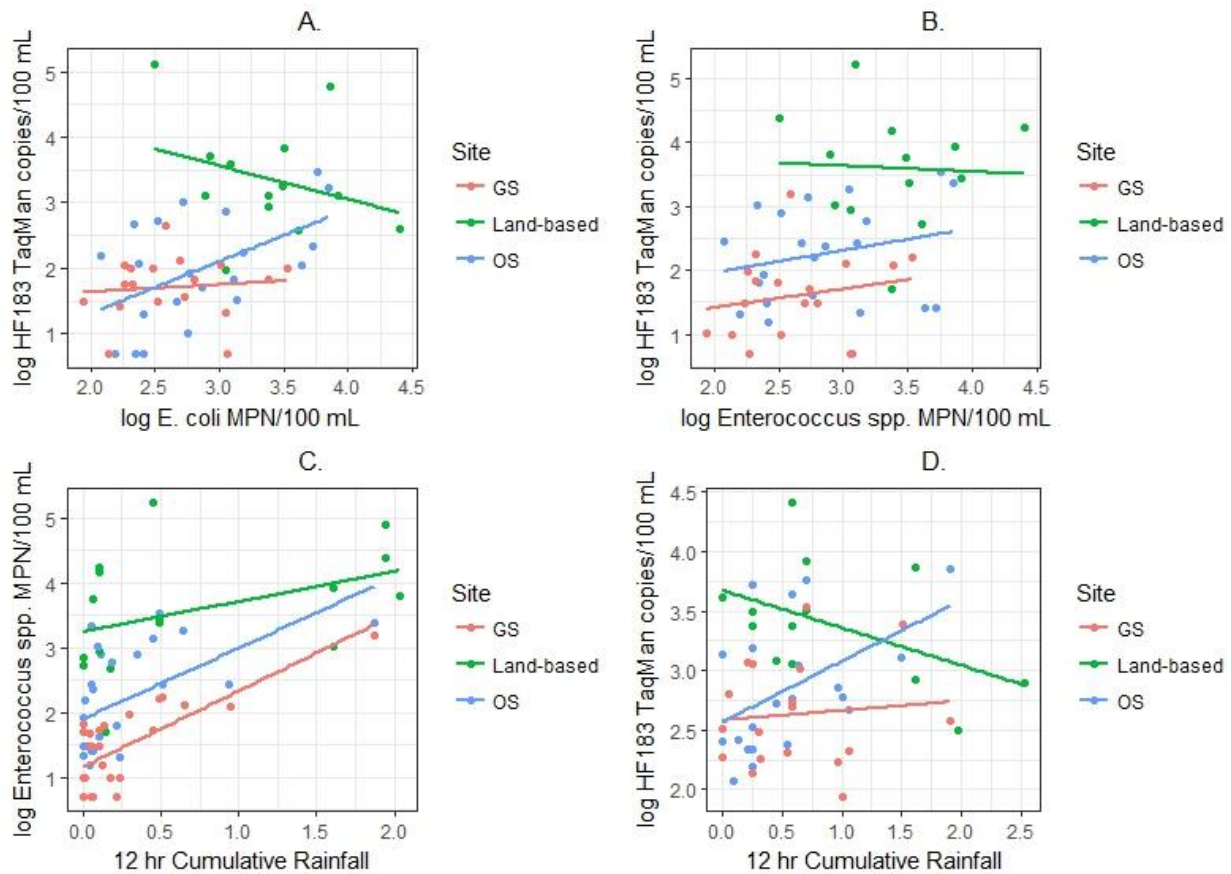 A.
log HF183 TaqMan copies/100 mL
5
4
3
2
1
2.0 2.5 3.0 3.5 4.0 4.5
log E. coli MPN/100 mL
Site
GS
Land-based
OS
B.
log HF183 TaqMan copies/100 mL
5
4
3
2
1
2.0 2.5 3.0 3.5 4.0 4.5
log Enterococcus spp. MPN/100 mL
Site
GS
Land-based
OS
C.
log Enterococcus spp. MPN/100 mL
5
4
3
2
1
0.0 0.5 1.0 1.5 2.0
12 hr Cumulative Rainfall
Site
GS
Land-based
OS
D.
log HF183 TaqMan copies/100 mL
4.5
4.0
3.5
3.0
2.5
2.0
0.0 0.5 1.0 1.5 2.0 2.5
12 hr Cumulative Rainfall
Site
GS
Land-based
OS